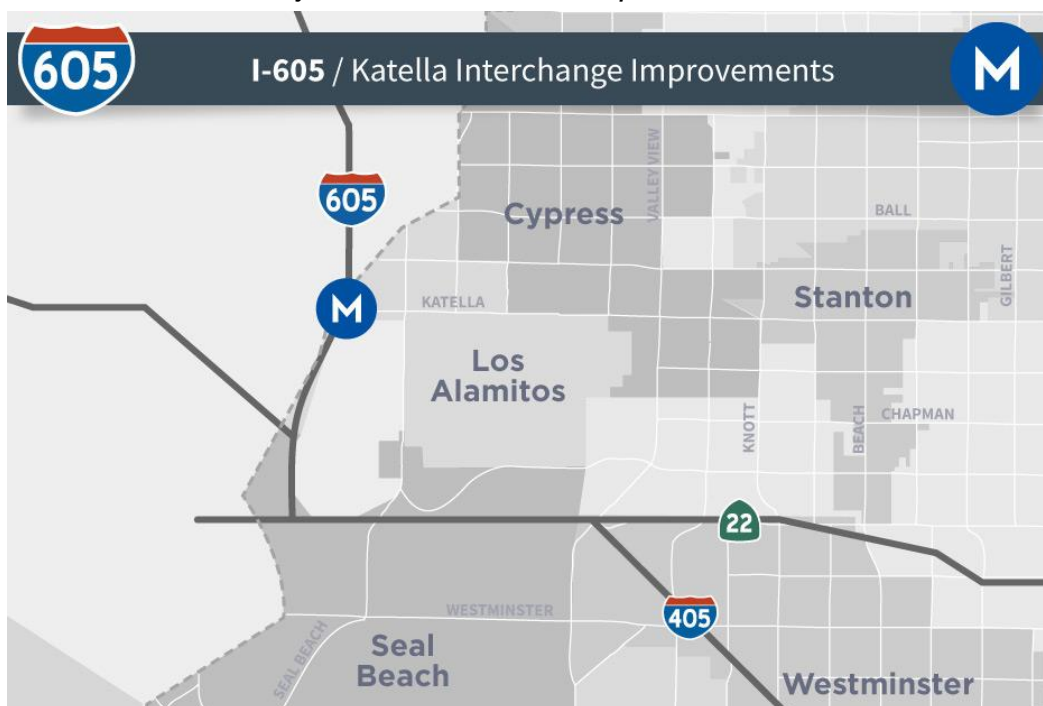 605
I-605 / Katella Interchange Improvements
M
605
VALLEY VIEW
Cypress
BALL
GILBERT
M
KATELLA
Stanton
Los
Alamitos
KNOTT
BEACH
CHAPMAN
22
WESTMINSTER
405
SEAL BEACH
Seal
Beach
Westminster